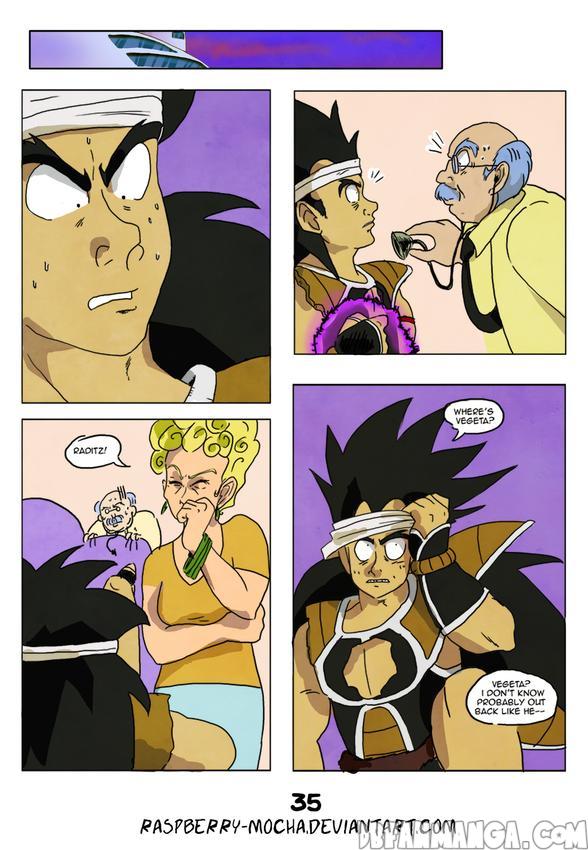 RADITZ!
WHERE'S
VEGETA?
VEGETA?
I DON'T KNOW
PROBABLY OUT
BACK LIKE HE--
35
RASPBERRY-MOCHA.DEVIANTART.COM
DBFANMANGA.COM